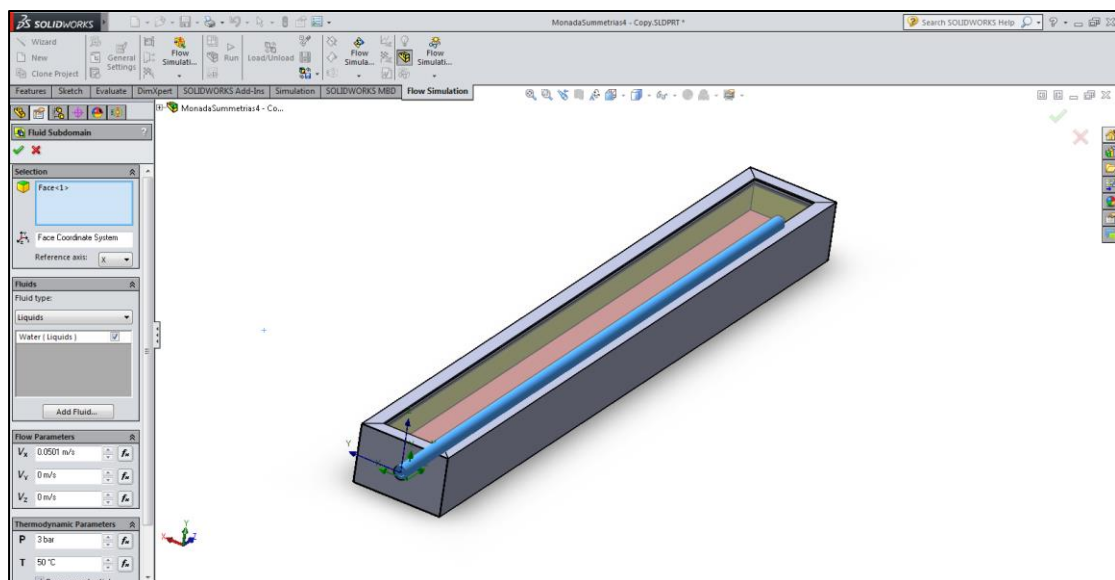 SOLIDWORKS
MonadaSummetrias4 - Copy.SLDPRT *
Search SOLIDWORKS Help
Wizard
New
Clone Project
General Settings
Flow Simulati...
Run
Load/Unload
Flow Simula...
Flow Simulati...
Features Sketch Evaluate DimXpert SOLIDWORKS Add-Ins Simulation SOLIDWORKS MBD Flow Simulation
MonadaSummetrias4 - Co...
Fluid Subdomain
?
Selection
Face<1>
Face Coordinate System
Reference axis: X
Fluids
Fluid type:
Liquids
Water ( Liquids )
Add Fluid...
Flow Parameters
Vx 0.0501 m/s
VY 0 m/s
VZ 0 m/s
Thermodynamic Parameters
P 3 bar
T 50 °C
Y
Y
X
Z